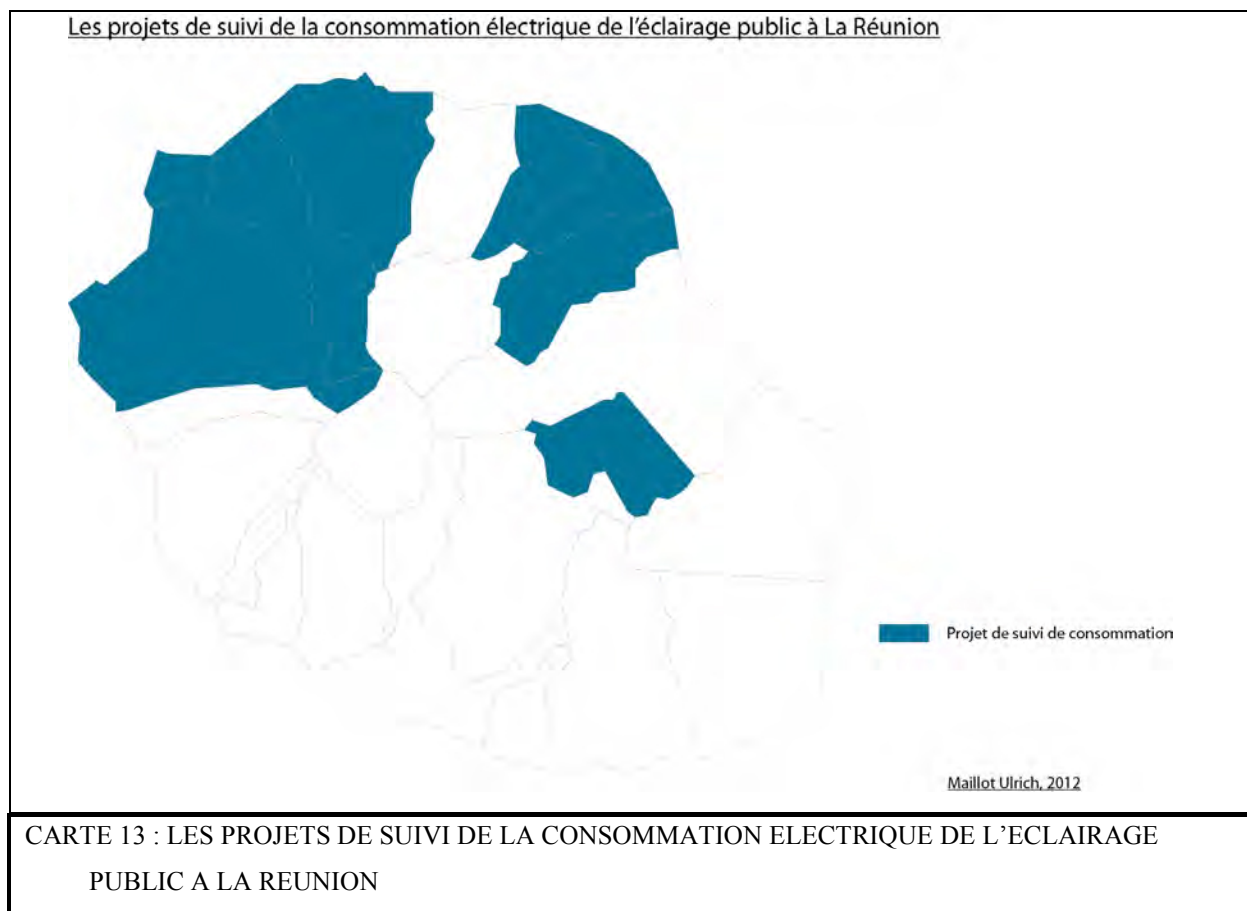 Les projets de suivi de la consommation électrique de l'éclairage public à La Réunion
Projet de suivi de consommation
Maillot Ulrich, 2012
CARTE 13 : LES PROJETS DE SUIVI DE LA CONSOMMATION ELECTRIQUE DE L’ECLAIRAGE
PUBLIC A LA REUNION